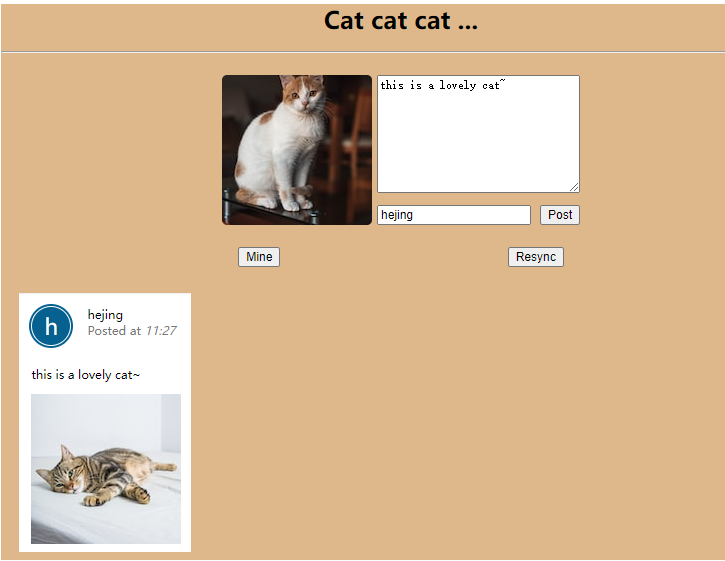 Cat cat cat ...
this is a lovely cat~
hejing
Post
Mine
Resync
h
hejing
Posted at 11:27
this is a lovely cat~